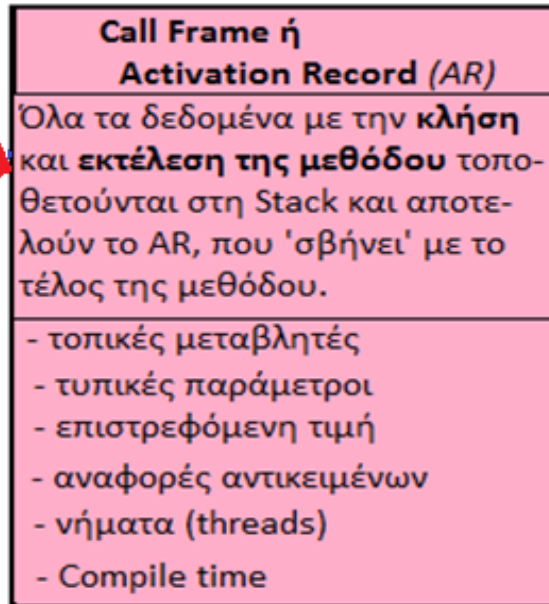 Call Frame ή
Activation Record (AR)
Όλα τα δεδομένα με την κλήση
και εκτέλεση της μεθόδου τοπο-
θετούνται στη Stack και αποτε-
λούν το AR, που 'σβήνει' με το
τέλος της μεθόδου.
- τοπικές μεταβλητές
- τυπικές παράμετροι
- επιστρεφόμενη τιμή
- αναφορές αντικειμένων
- νήματα (threads)
- Compile time